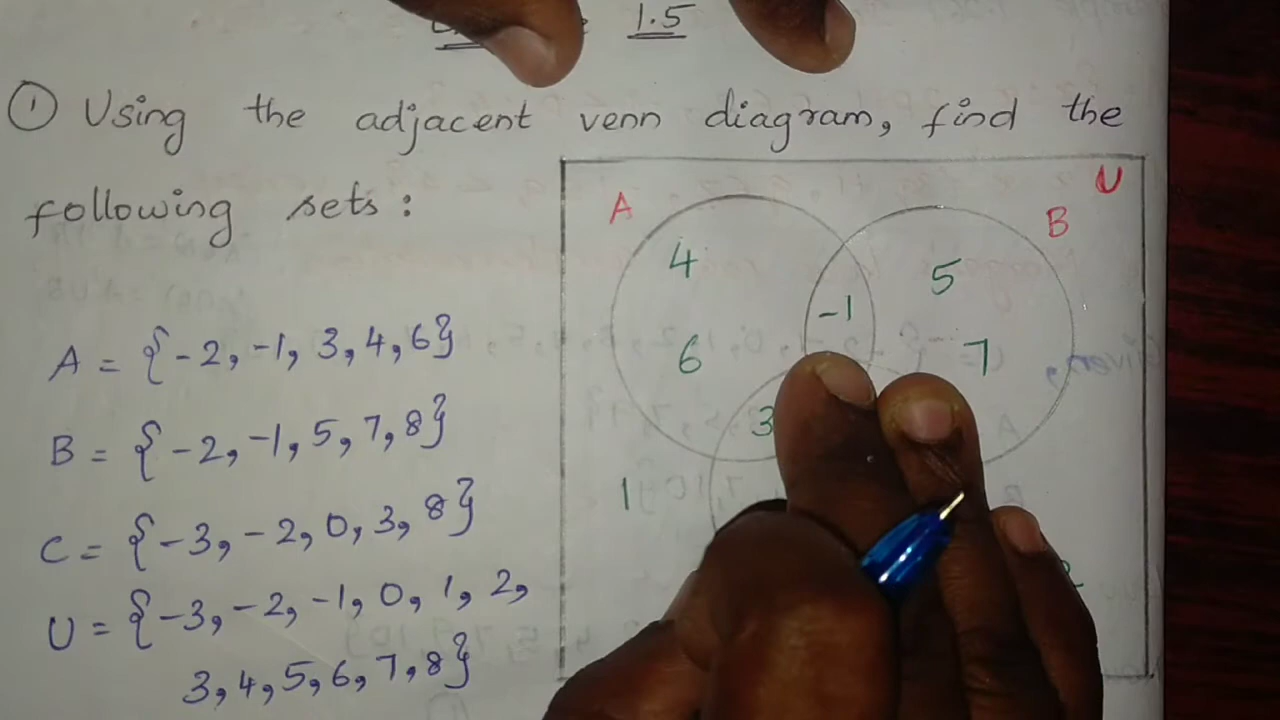 1.5
① Using the adjacent venn diagram, find the
following sets :
A = {-2, -1, 3, 4, 6}
B = {-2, -1, 5, 7, 8}
C = {-3, -2, 0, 3, 8}
U = {-3, -2, -1, 0, 1, 2,
3, 4, 5, 6, 7, 8}
U
A
B
4
5
-1
6
7
3
1
2